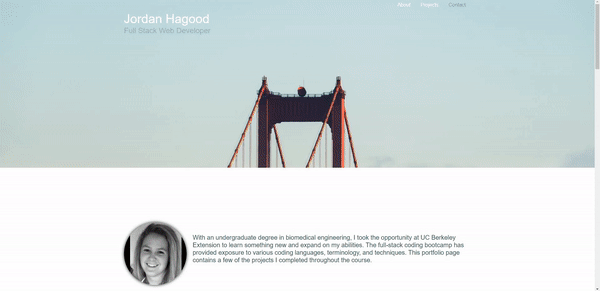 About Projects Contact
Jordan Hagood
Full Stack Web Developer
With an undergraduate degree in biomedical engineering, I took the opportunity at UC Berkeley
Extension to learn something new and expand on my abilities. The full-stack coding bootcamp has
provided exposure to various coding languages, terminology, and techniques. This portfolio page
contains a few of the projects I completed throughout the course.